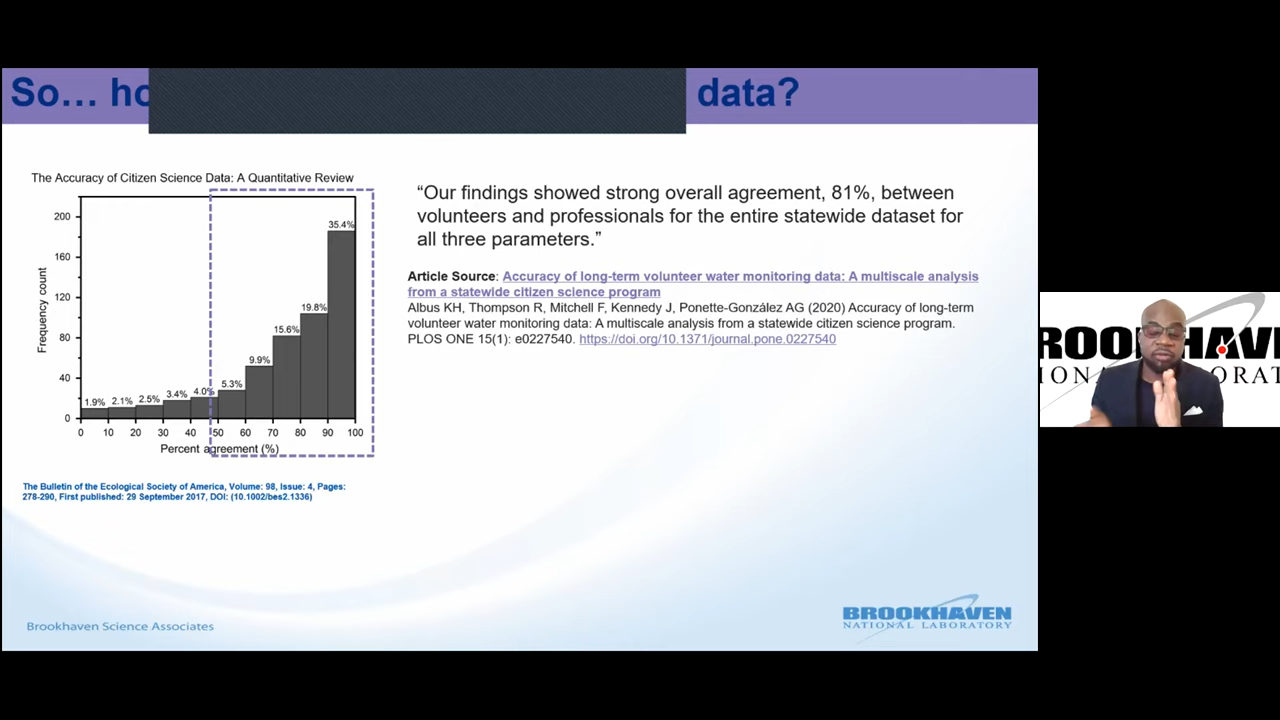 So… ho
data?
The Accuracy of Citizen Science Data: A Quantitative Review
200
160
120
80
40
0
Frequency count
1.9%
2.1%
2.5%
3.4%
4.0%
5.3%
9.9%
15.6%
19.8%
35.4%
0 10 20 30 40 50 60 70 80 90 100
Percent agreement (%)
The Bulletin of the Ecological Society of America, Volume: 98, Issue: 4, Pages:
278-290, First published: 29 September 2017, DOI: (10.1002/bes2.1336)
“Our findings showed strong overall agreement, 81%, between
volunteers and professionals for the entire statewide dataset for
all three parameters.”
Article Source: Accuracy of long-term volunteer water monitoring data: A multiscale analysis
from a statewide citizen science program
Albus KH, Thompson R, Mitchell F, Kennedy J, Ponette-González AG (2020) Accuracy of long-term
volunteer water monitoring data: A multiscale analysis from a statewide citizen science program.
PLOS ONE 15(1): e0227540. https://doi.org/10.1371/journal.pone.0227540
Brookhaven Science Associates
BROOKHAVEN
NATIONAL LABORATORY